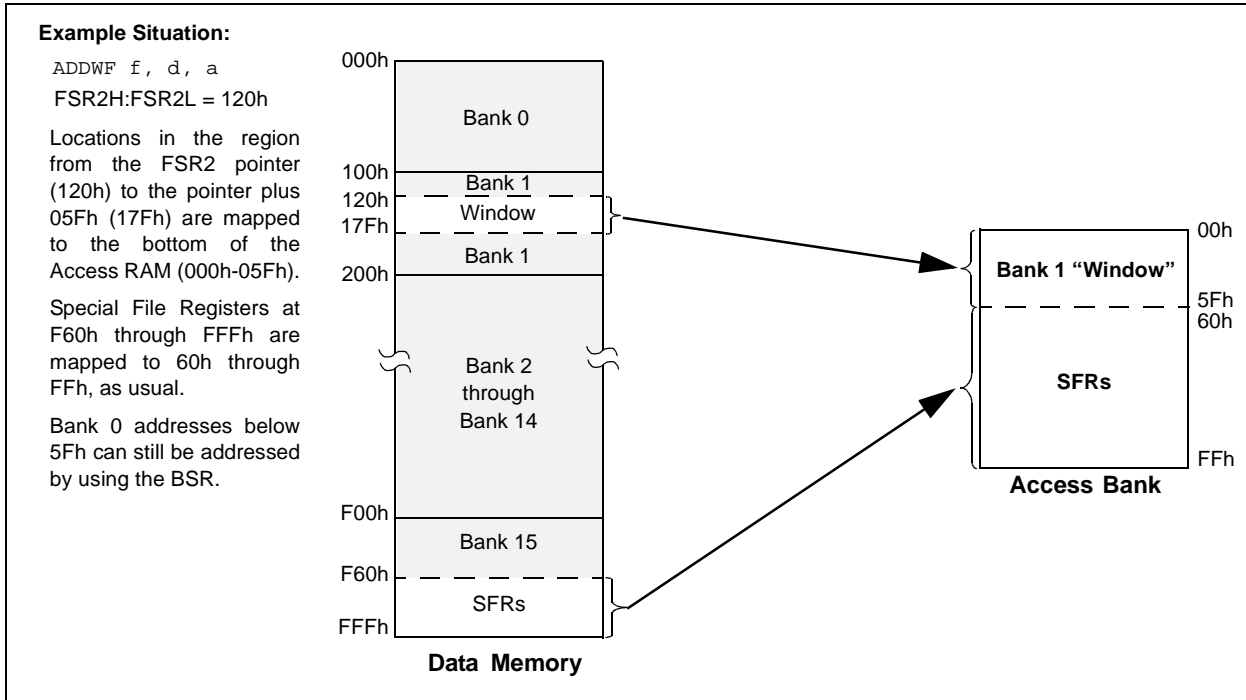 Example Situation:
ADDWF f, d, a
FSR2H:FSR2L = 120h
Locations in the region
from the FSR2 pointer
(120h) to the pointer plus
05Fh (17Fh) are mapped
to the bottom of the
Access RAM (000h-05Fh).
Special File Registers at
F60h through FFFh are
mapped to 60h through
FFh, as usual.
Bank 0 addresses below
5Fh can still be addressed
by using the BSR.
000h
Bank 0
100h
Bank 1
120h
Window
17Fh
Bank 1
200h
Bank 2
through
Bank 14
F00h
Bank 15
F60h
SFRs
FFFh
Data Memory
00h
Bank 1 “Window”
5Fh
60h
SFRs
FFh
Access Bank